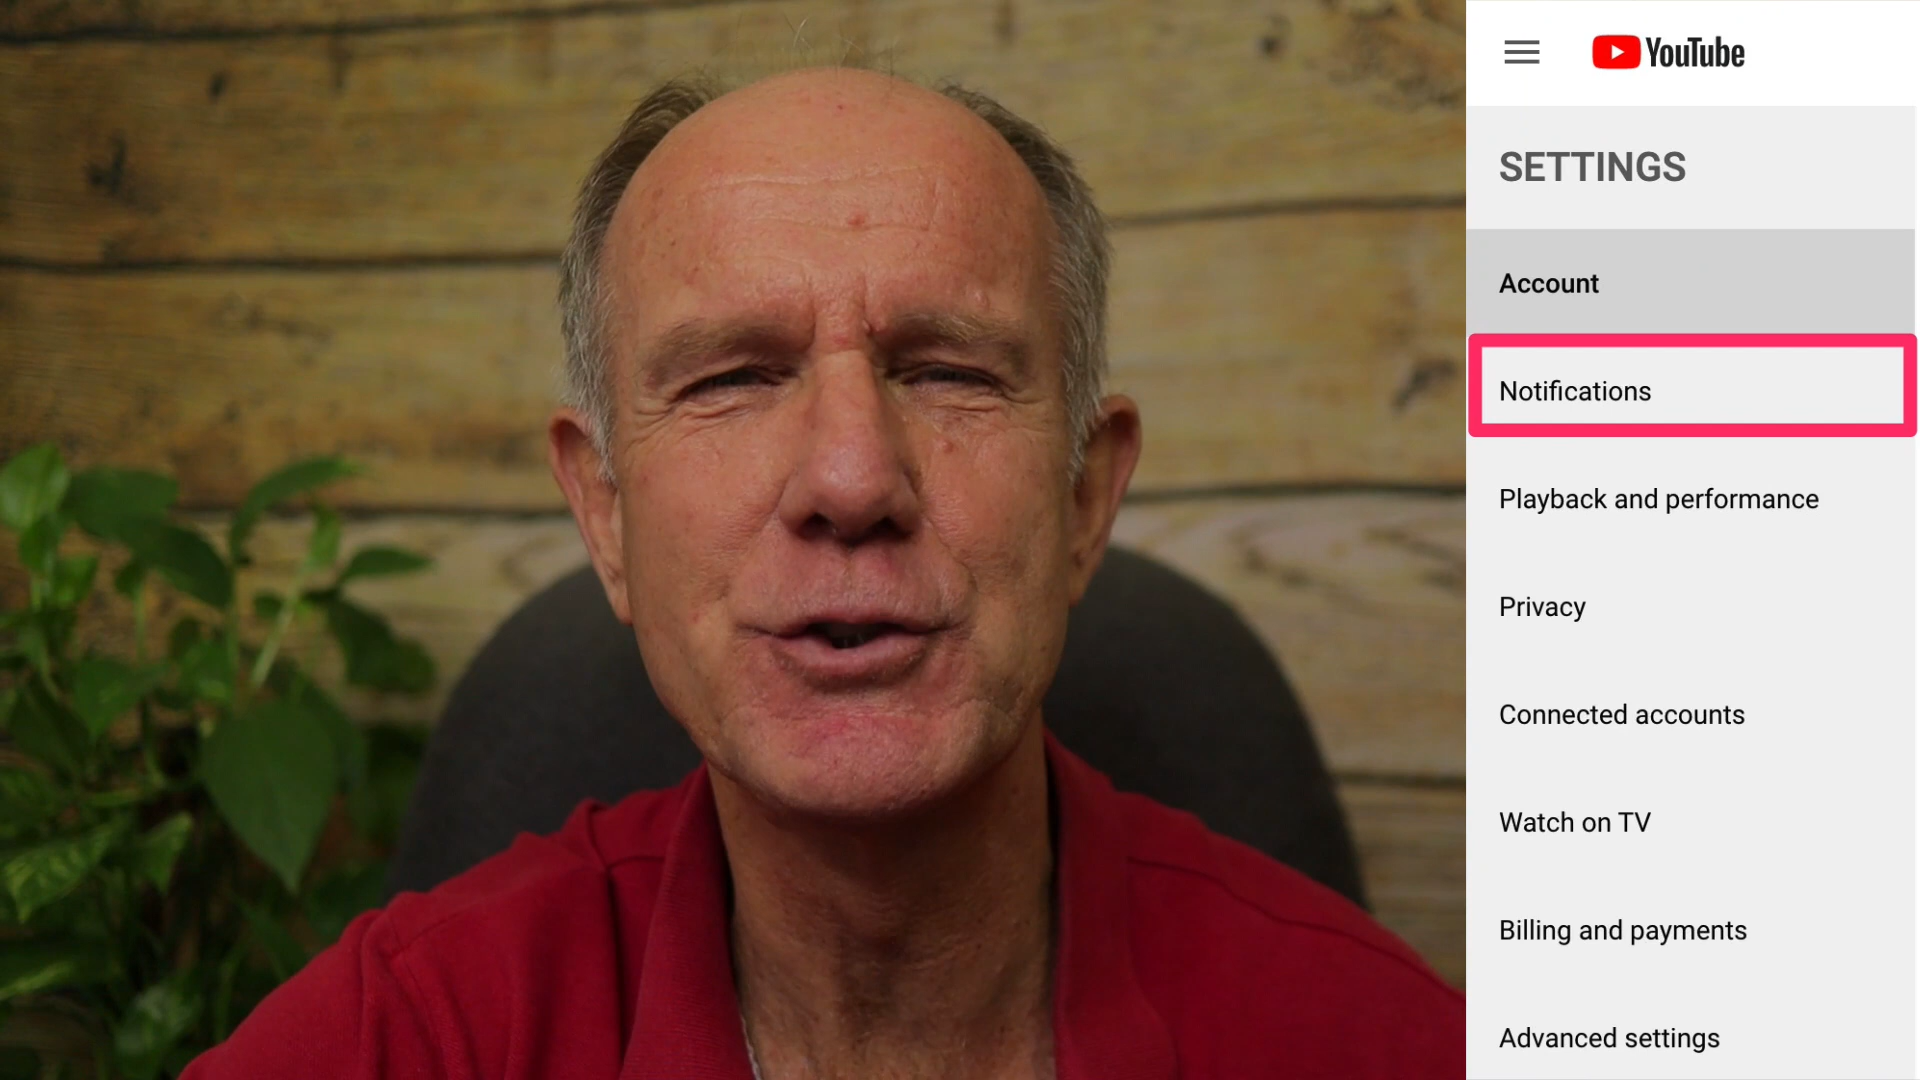 YouTube
SETTINGS
Account
Notifications
Playback and performance
Privacy
Connected accounts
Watch on TV
Billing and payments
Advanced settings